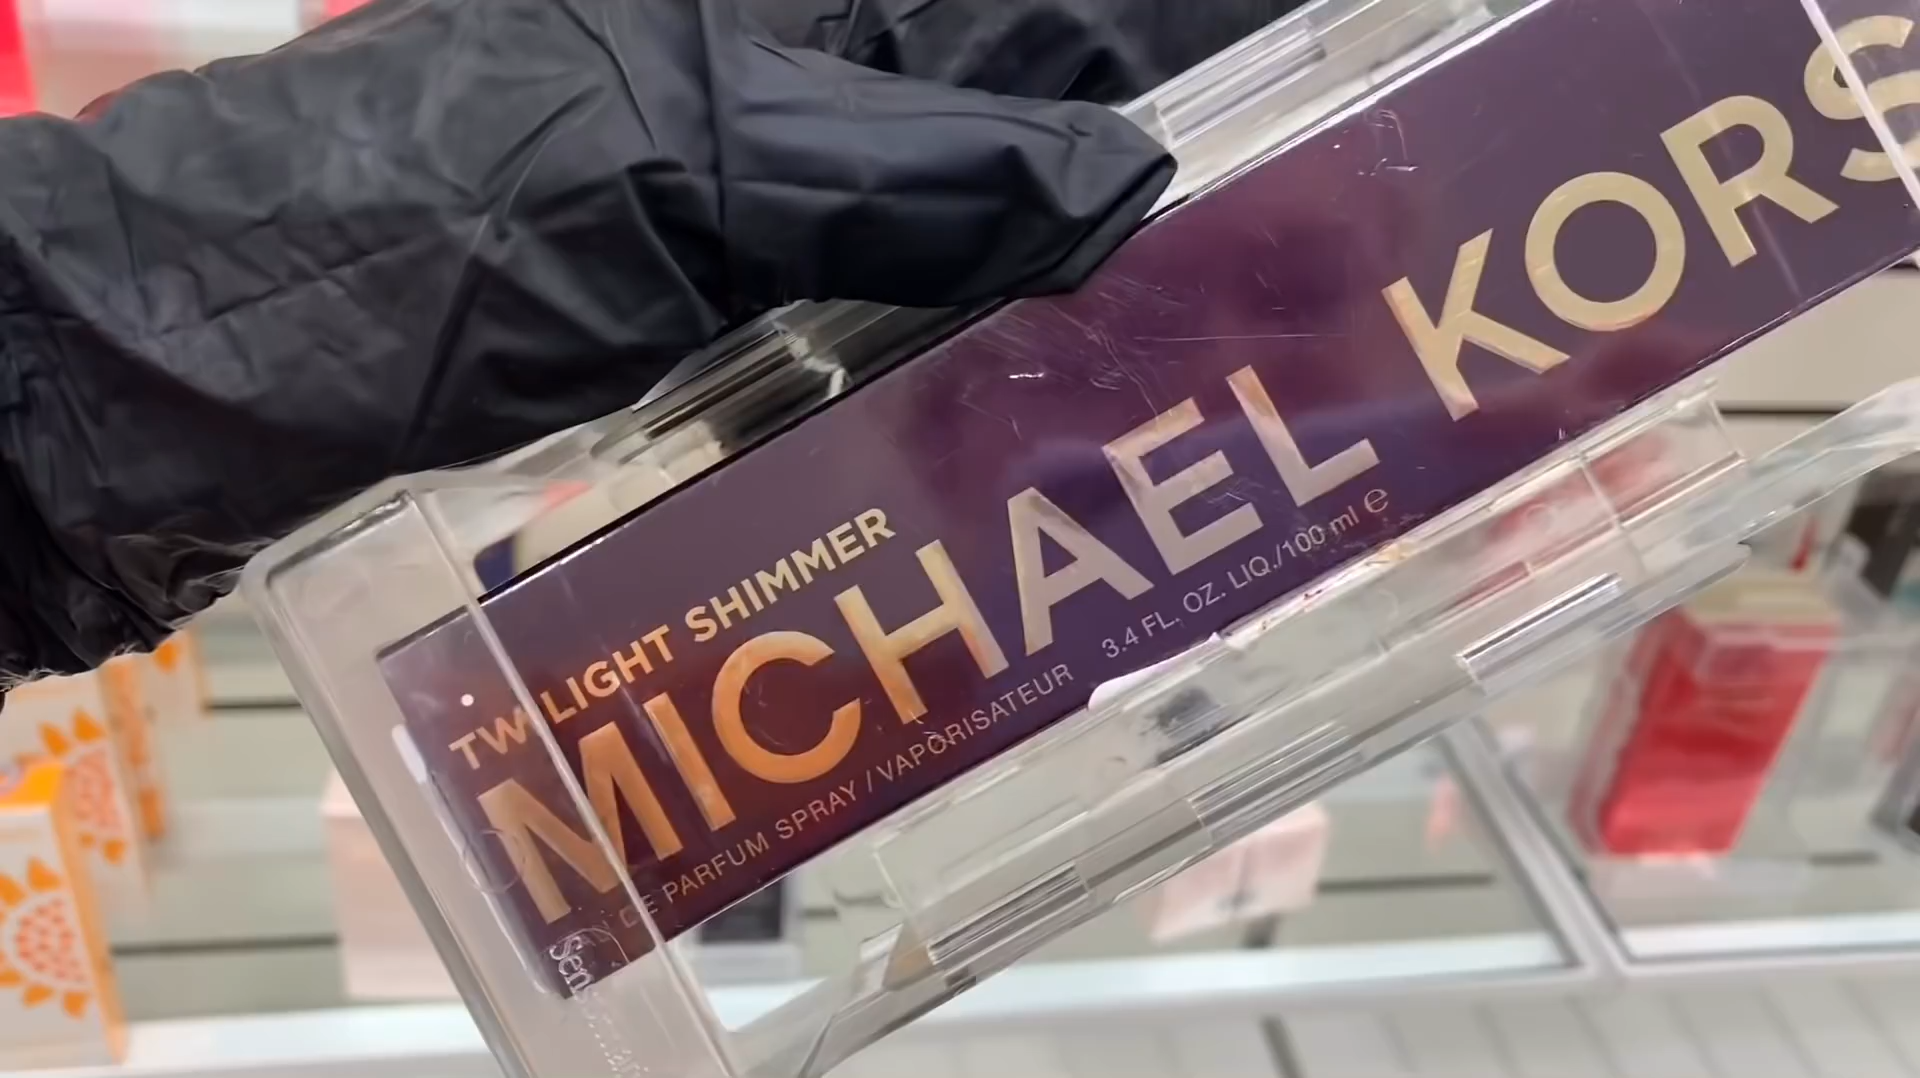 TWILIGHT SHIMMER
MICHAEL KORS
DE PARFUM SPRAY / VAPORISATEUR 3.4 FL. OZ. LIQ./100 ml ℮